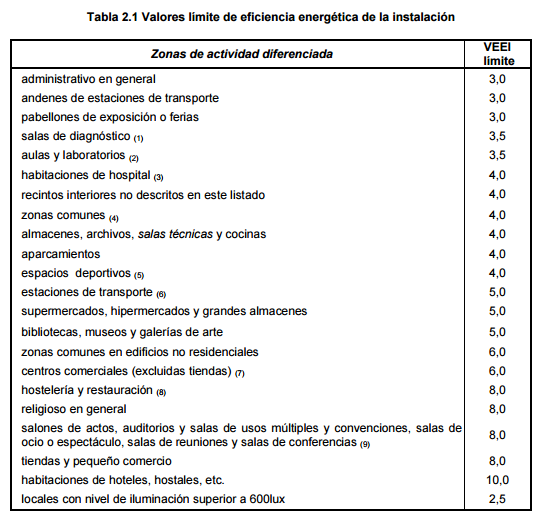 Tabla 2.1 Valores límite de eficiencia energética de la instalación
Zonas de actividad diferenciada VEEI límite
administrativo en general 3,0
andenes de estaciones de transporte 3,0
pabellones de exposición o ferias 3,0
salas de diagnóstico (1) 3,5
aulas y laboratorios (2) 3,5
habitaciones de hospital (3) 4,0
recintos interiores no descritos en este listado 4,0
zonas comunes (4) 4,0
almacenes, archivos, salas técnicas y cocinas 4,0
aparcamientos 4,0
espacios deportivos (5) 4,0
estaciones de transporte (6) 5,0
supermercados, hipermercados y grandes almacenes 5,0
bibliotecas, museos y galerías de arte 5,0
zonas comunes en edificios no residenciales 6,0
centros comerciales (excluidas tiendas) (7) 6,0
hostelería y restauración (8) 8,0
religioso en general 8,0
salones de actos, auditorios y salas de usos múltiples y convenciones, salas de
ocio o espectáculo, salas de reuniones y salas de conferencias (9) 8,0
tiendas y pequeño comercio 8,0
habitaciones de hoteles, hostales, etc. 10,0
locales con nivel de iluminación superior a 600lux 2,5